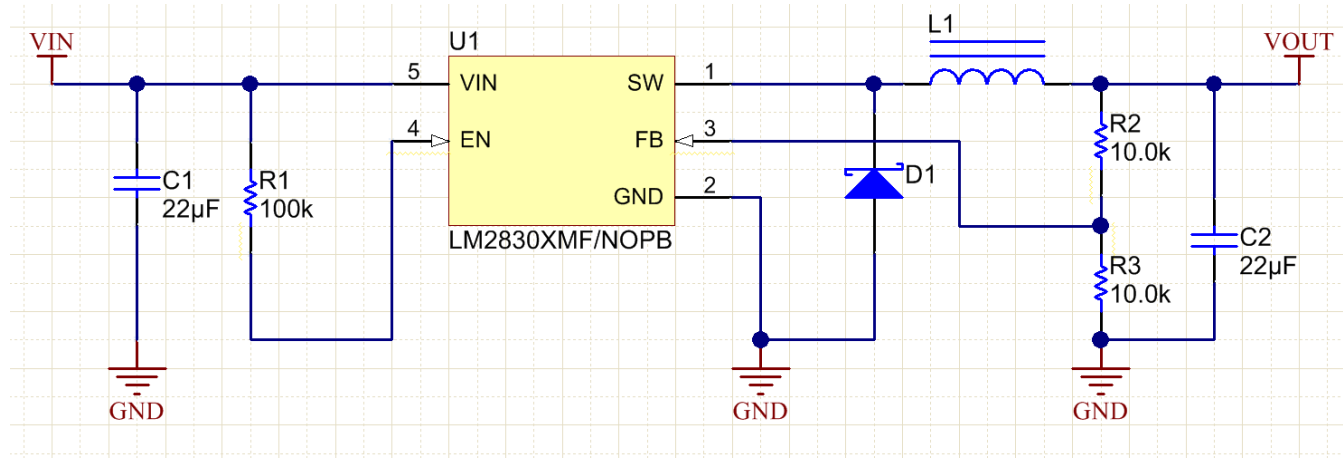 VIN
U1
L1
VOUT
5
VIN
SW
1
4
EN
FB
3
GND
2
LM2830XMF/NOPB
C1
22µF
R1
100k
D1
R2
10.0k
R3
10.0k
C2
22µF
GND
GND
GND